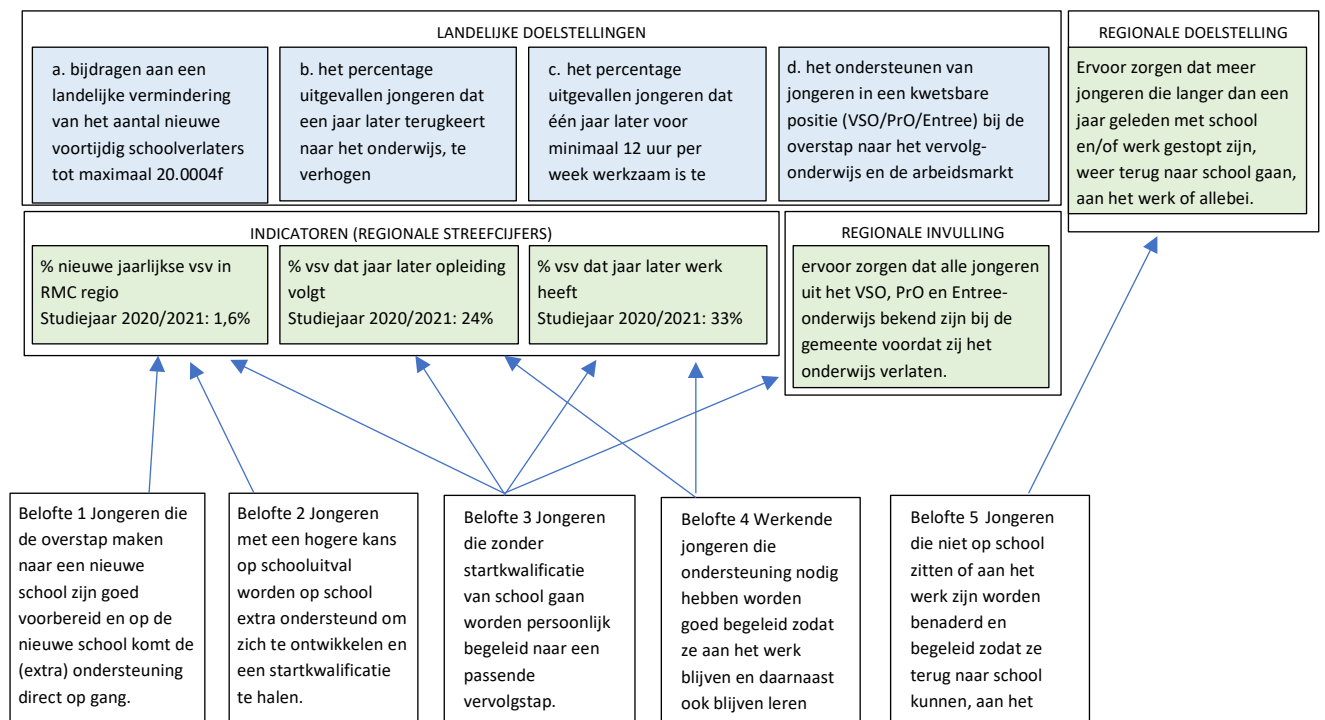 LANDELIJKE DOELSTELLINGEN
a. bijdragen aan een
landelijke vermindering
van het aantal nieuwe
voortijdig schoolverlaters
tot maximaal 20.0004f
b. het percentage
uitgevallen jongeren dat
een jaar later terugkeert
naar het onderwijs, te
verhogen
c. het percentage
uitgevallen jongeren dat
één jaar later voor
minimaal 12 uur per
week werkzaam is te
d. het ondersteunen van
jongeren in een kwetsbare
positie (VSO/PrO/Entree) bij de
overstap naar het vervolg-
onderwijs en de arbeidsmarkt
REGIONALE DOELSTELLING
Ervoor zorgen dat meer
jongeren die langer dan een
jaar geleden met school
en/of werk gestopt zijn,
weer terug naar school gaan,
aan het werk of allebei.
INDICATOREN (REGIONALE STREEFCIJFERS)
% nieuwe jaarlijkse vsv in
RMC regio
Studiejaar 2020/2021: 1,6%
% vsv dat jaar later opleiding
volgt
Studiejaar 2020/2021: 24%
% vsv dat jaar later werk
heeft
Studiejaar 2020/2021: 33%
REGIONALE INVULLING
ervoor zorgen dat alle jongeren
uit het VSO, PrO en Entree-
onderwijs bekend zijn bij de
gemeente voordat zij het
onderwijs verlaten.
Belofte 1 Jongeren die
de overstap maken
naar een nieuwe
school zijn goed
voorbereid en op de
nieuwe school komt de
(extra) ondersteuning
direct op gang.
Belofte 2 Jongeren
met een hogere kans
op schooluitval
worden op school
extra ondersteund om
zich te ontwikkelen en
een startkwalificatie
te halen.
Belofte 3 Jongeren
die zonder
startkwalificatie
van school gaan
worden persoonlijk
begeleid naar een
passende
vervolgstap.
Belofte 4 Werkende
jongeren die
ondersteuning nodig
hebben worden
goed begeleid zodat
ze aan het werk
blijven en daarnaast
ook blijven leren
Belofte 5 Jongeren
die niet op school
zitten of aan het
werk zijn worden
benaderd en
begeleid zodat ze
terug naar school
kunnen, aan het